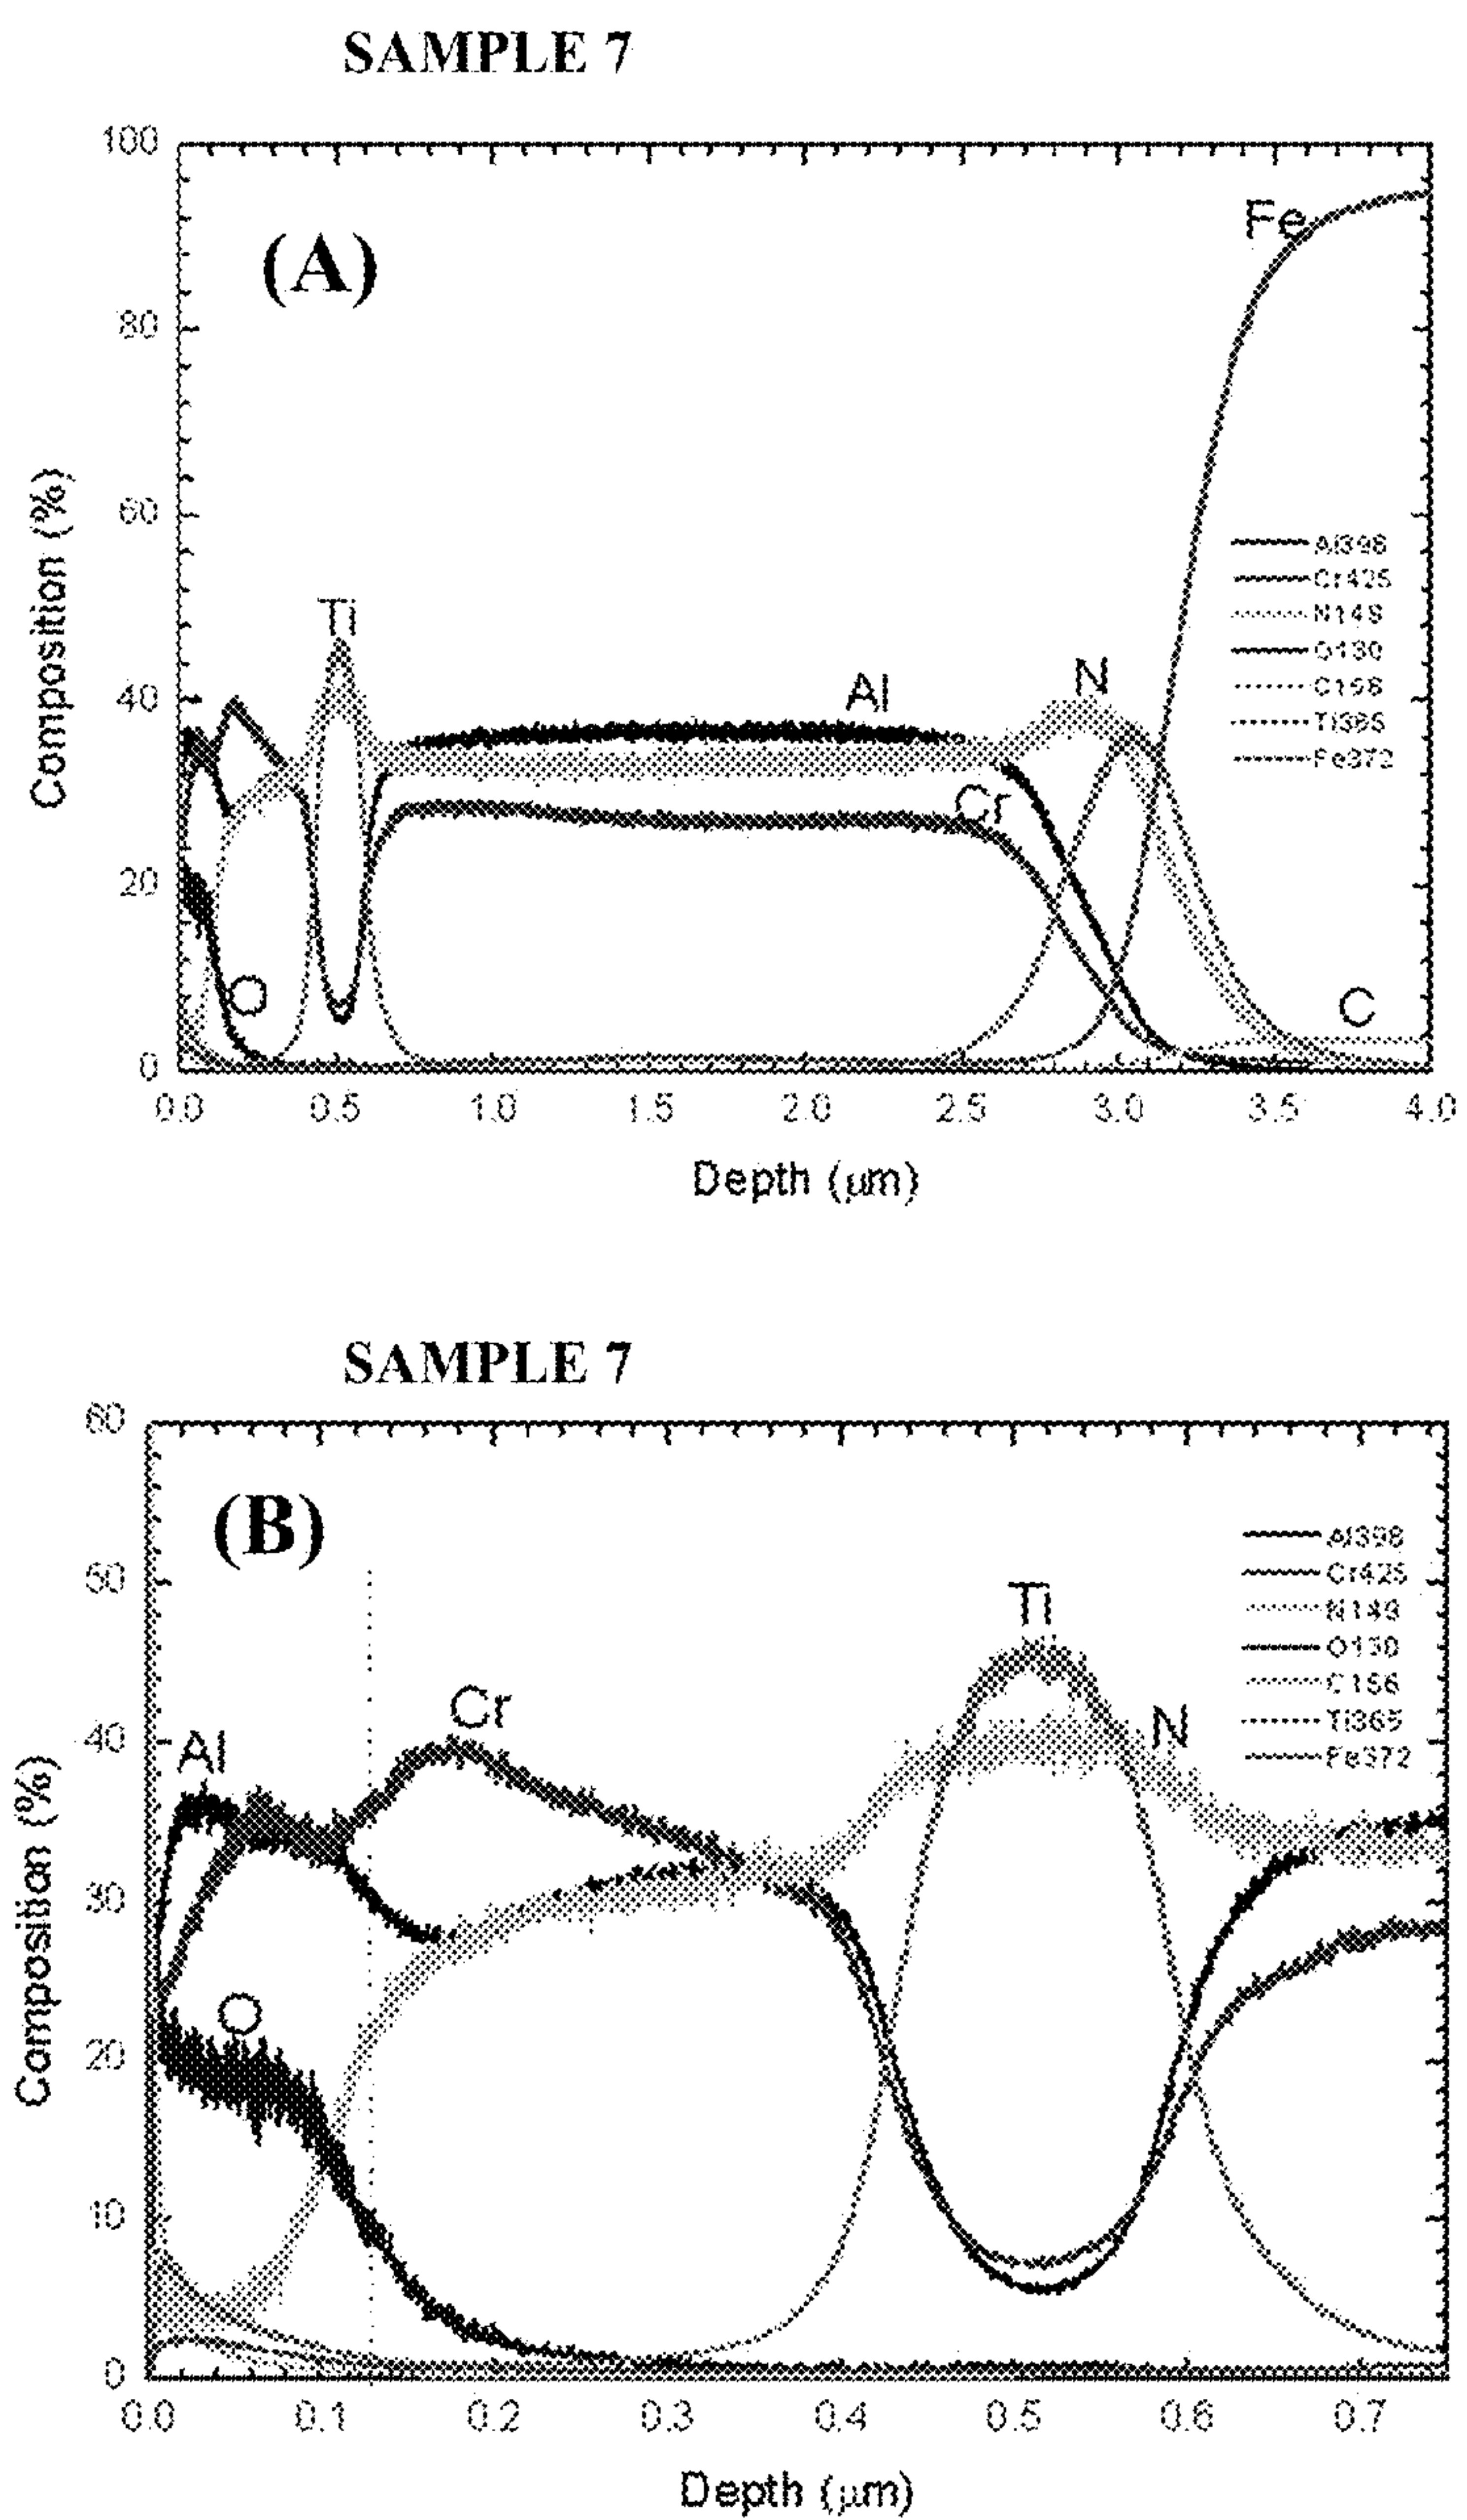 SAMPLE 7
100
(A)
Fe
80
Composition (%)
60
Al396
Cr425
N149
Ti
O130
C156
40
Al
N
Ti365
Fe372
Cr
20
O
C
0
0.0 0.5 1.0 1.5 2.0 2.5 3.0 3.5 4.0
Depth (μm)
SAMPLE 7
60
(B)
Al396
50
Ti
Cr425
N149
O130
Cr
C156
40
Al
N
Ti365
Fe372
Composition (%)
30
O
20
10
0
0.0 0.1 0.2 0.3 0.4 0.5 0.6 0.7
Depth (μm)